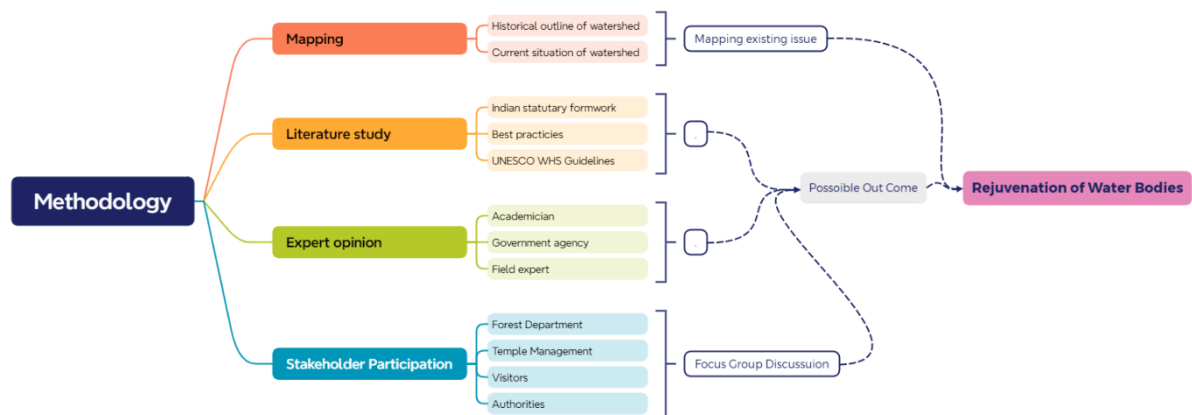 Methodology
Mapping
Historical outline of watershed
Current situation of watershed
Mapping existing issue
Literature study
Indian statutary formwork
Best practicies
UNESCO WHS Guidelines
.
Expert opinion
Academician
Government agency
Field expert
.
Stakeholder Participation
Forest Department
Temple Management
Visitors
Authorities
Focus Group Discussuion
Possoible Out Come
Rejuvenation of Water Bodies